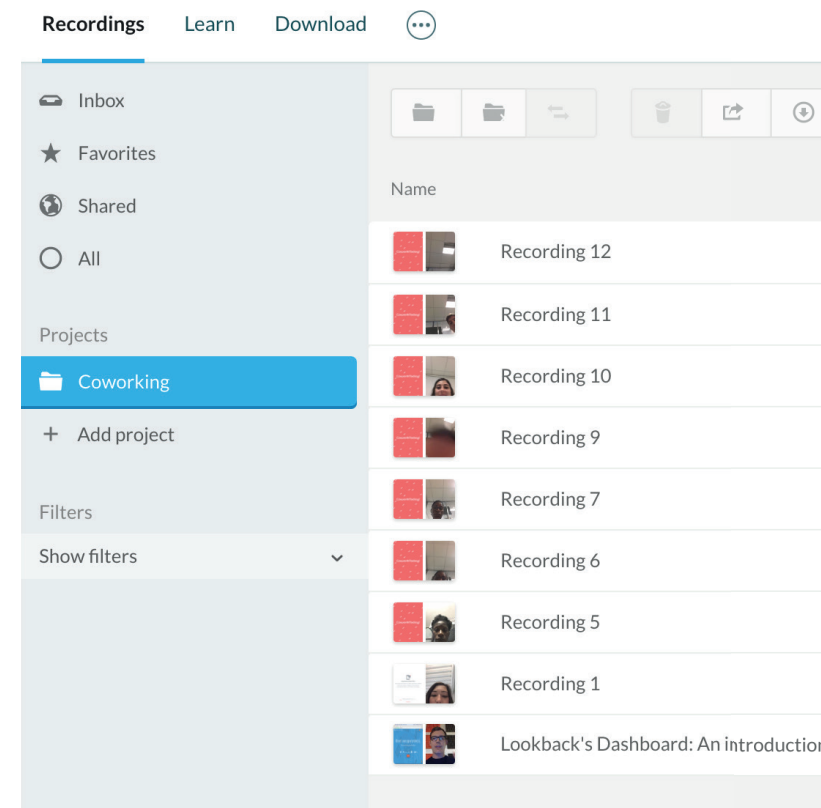 Recordings Learn Download
Inbox
Favorites
Shared
All
Projects
Coworking
+ Add project
Filters
Show filters
Name
Recording 12
Recording 11
Recording 10
Recording 9
Recording 7
Recording 6
Recording 5
Recording 1
Lookback's Dashboard: An introduction